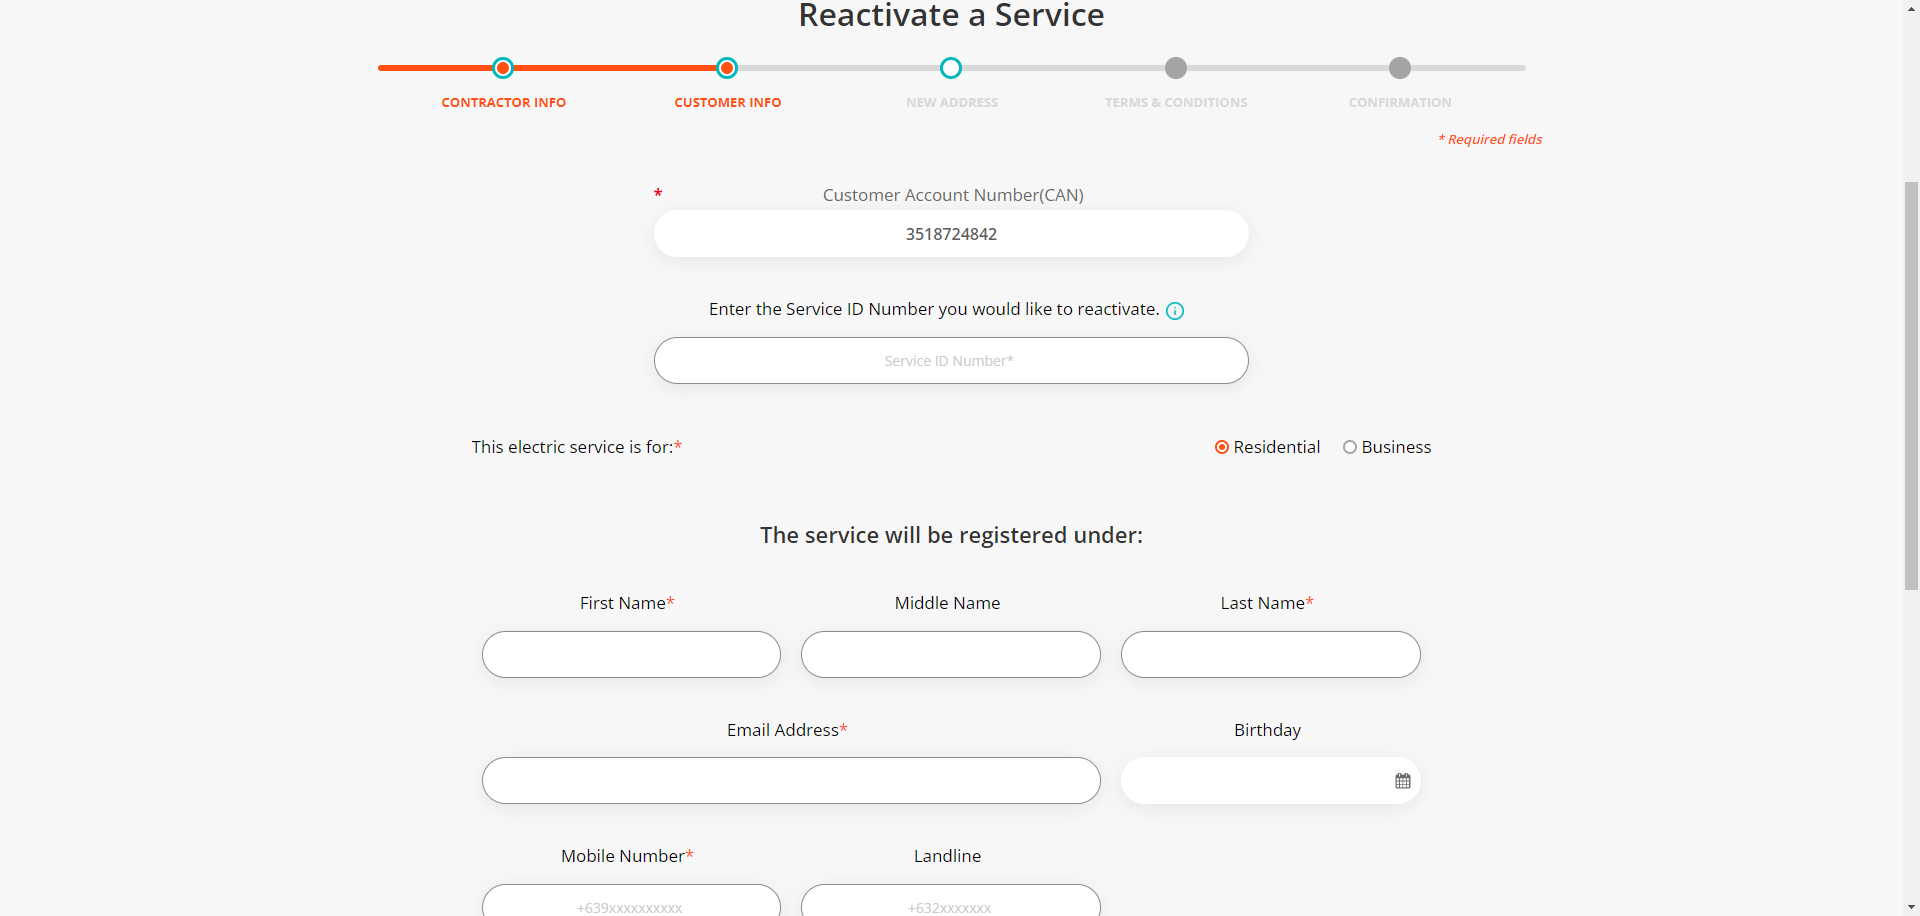 Reactivate a Service
CONTRACTOR INFO CUSTOMER INFO NEW ADDRESS TERMS & CONDITIONS CONFIRMATION
* Required fields
* Customer Account Number(CAN)
3518724842
Enter the Service ID Number you would like to reactivate.
Service ID Number*
This electric service is for:* Residential Business
The service will be registered under:
First Name* Middle Name Last Name*
Email Address* Birthday
Mobile Number* Landline
+639xxxxxxxxxx +632xxxxxxx